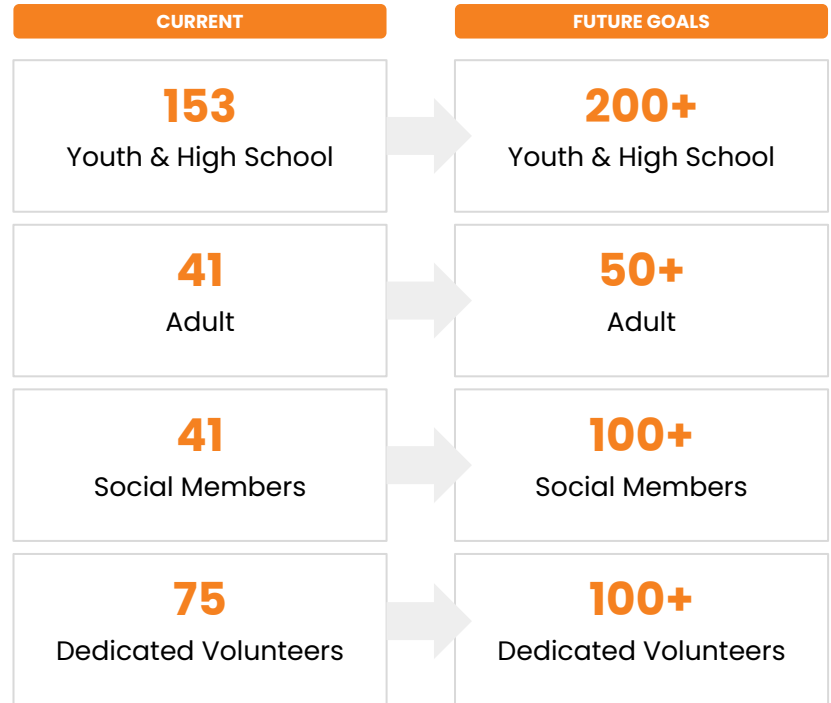 CURRENT
FUTURE GOALS
153
Youth & High School
200+
Youth & High School
41
Adult
50+
Adult
41
Social Members
100+
Social Members
75
Dedicated Volunteers
100+
Dedicated Volunteers